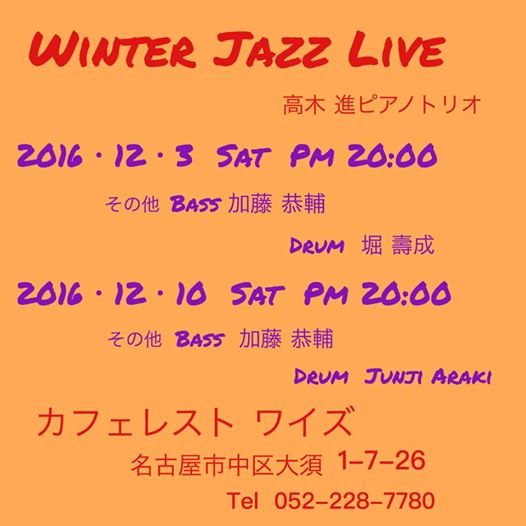 Winter Jazz Live
高木 進ピアノトリオ
2016・12・3 Sat Pm 20:00
その他 Bass 加藤 恭輔
Drum 堀 壽成
2016・12・10 Sat Pm 20:00
その他 Bass 加藤 恭輔
Drum Junji Araki
カフェレスト ワイズ
名古屋市中区大須 1-7-26
Tel 052-228-7780